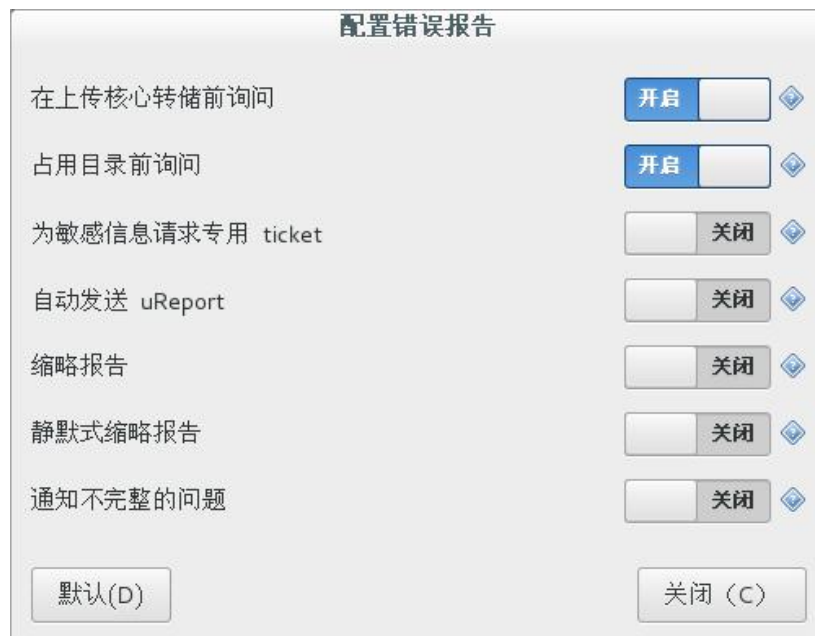 配置错误报告
在上传核心转储前询问 开启
占用目录前询问 开启
为敏感信息请求专用 ticket 关闭
自动发送 uReport 关闭
缩略报告 关闭
静默式缩略报告 关闭
通知不完整的问题 关闭
默认(D) 关闭（C）